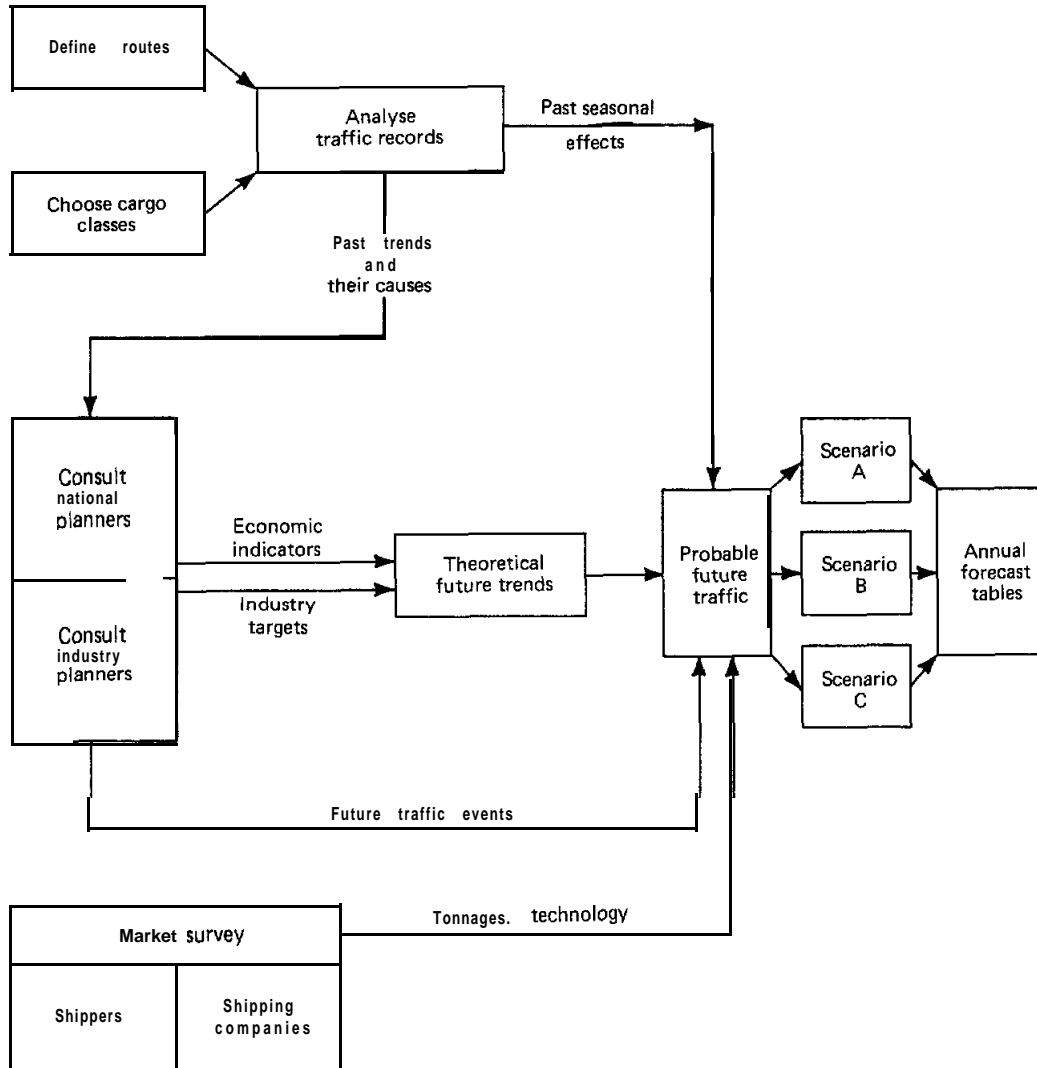 Define routes
Analyse
traffic records
Past seasonal
effects
Choose cargo
classes
Past trends
and
their causes
Consult
national
planners
Consult
industry
planners
Economic
indicators
Industry
targets
Theoretical
future trends
Probable
future
traffic
Scenario
A
Scenario
B
Scenario
C
Annual
forecast
tables
Future traffic events
Tonnages. technology
Market survey
Shippers
Shipping
companies